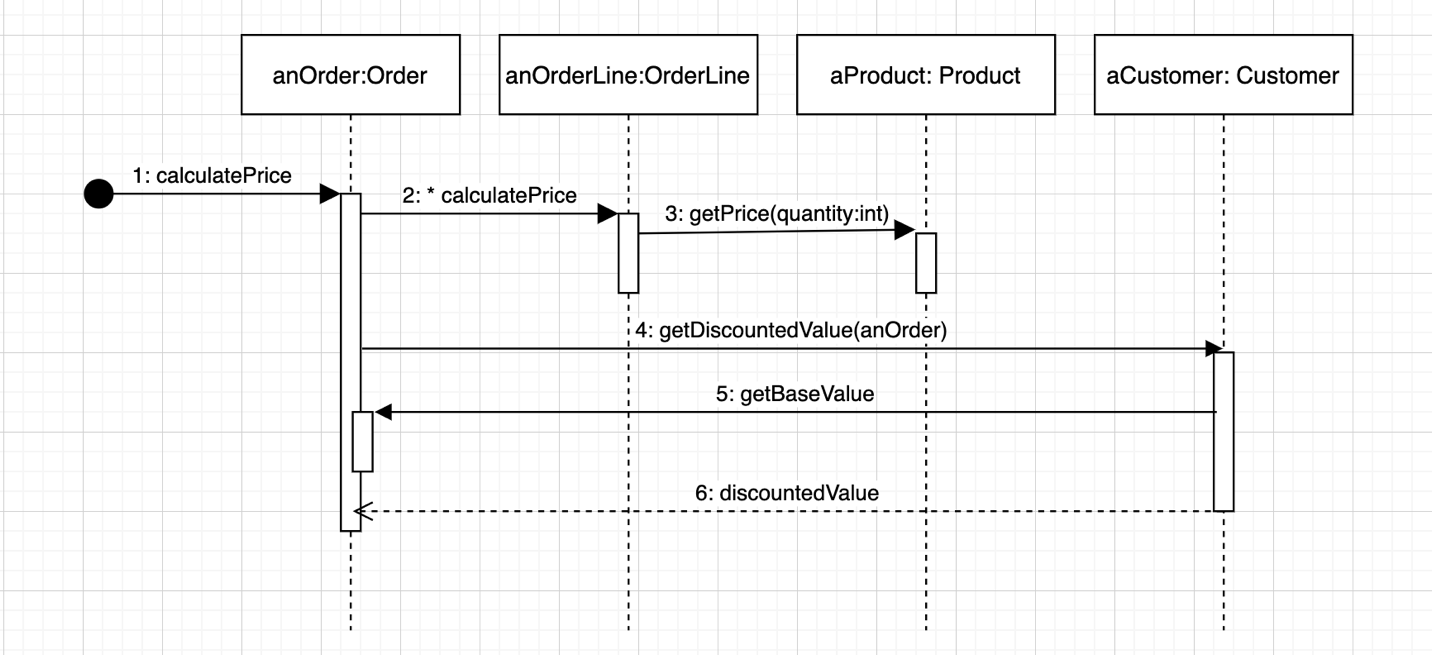 anOrder:Order
anOrderLine:OrderLine
aProduct: Product
aCustomer: Customer
1: calculatePrice
2: * calculatePrice
3: getPrice(quantity:int)
4: getDiscountedValue(anOrder)
5: getBaseValue
6: discountedValue